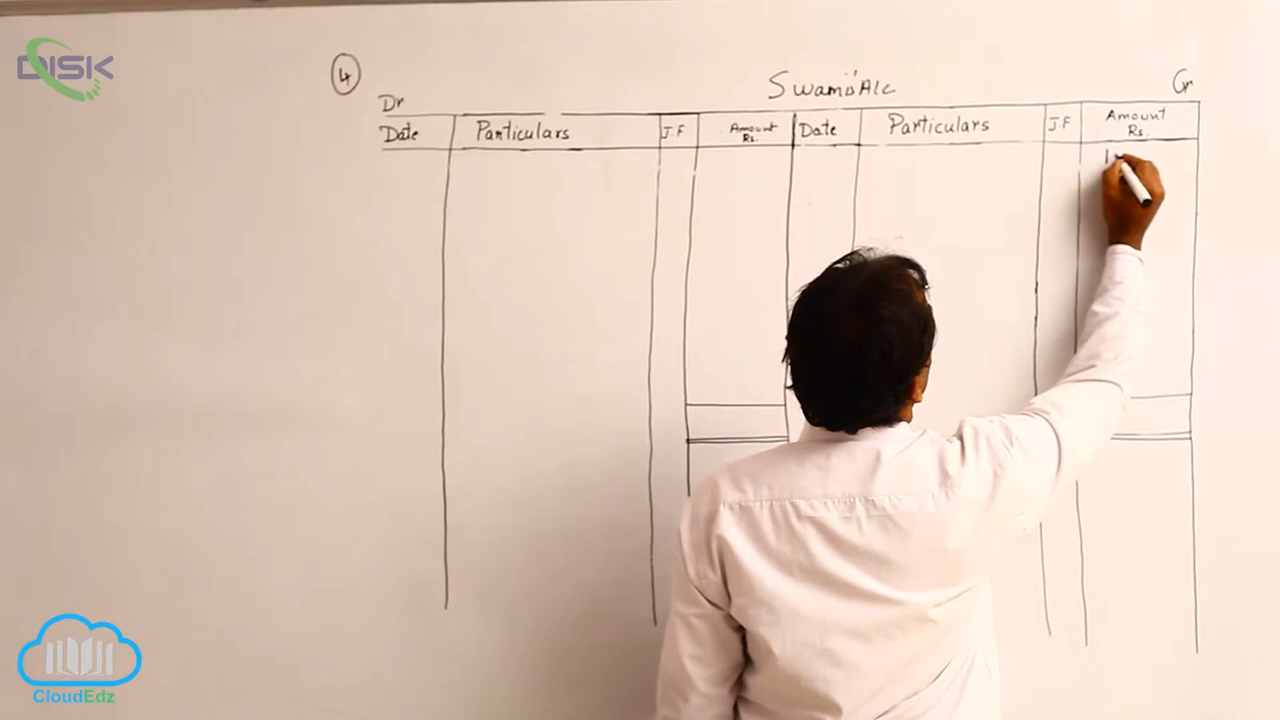 DISK
4
Swami's A/c
Dr
Cr
Date Particulars J.F Amount Rs. Date Particulars J.F Amount Rs.
CloudEdz